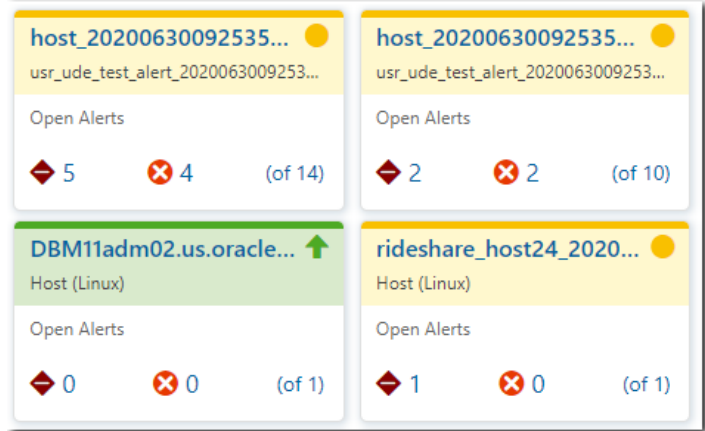 host_20200630092535...
usr_ude_test_alert_2020063009253...
Open Alerts
5 4 (of 14)
host_20200630092535...
usr_ude_test_alert_2020063009253...
Open Alerts
2 2 (of 10)
DBM11adm02.us.oracle...
Host (Linux)
Open Alerts
0 0 (of 1)
rideshare_host24_2020...
Host (Linux)
Open Alerts
1 0 (of 1)